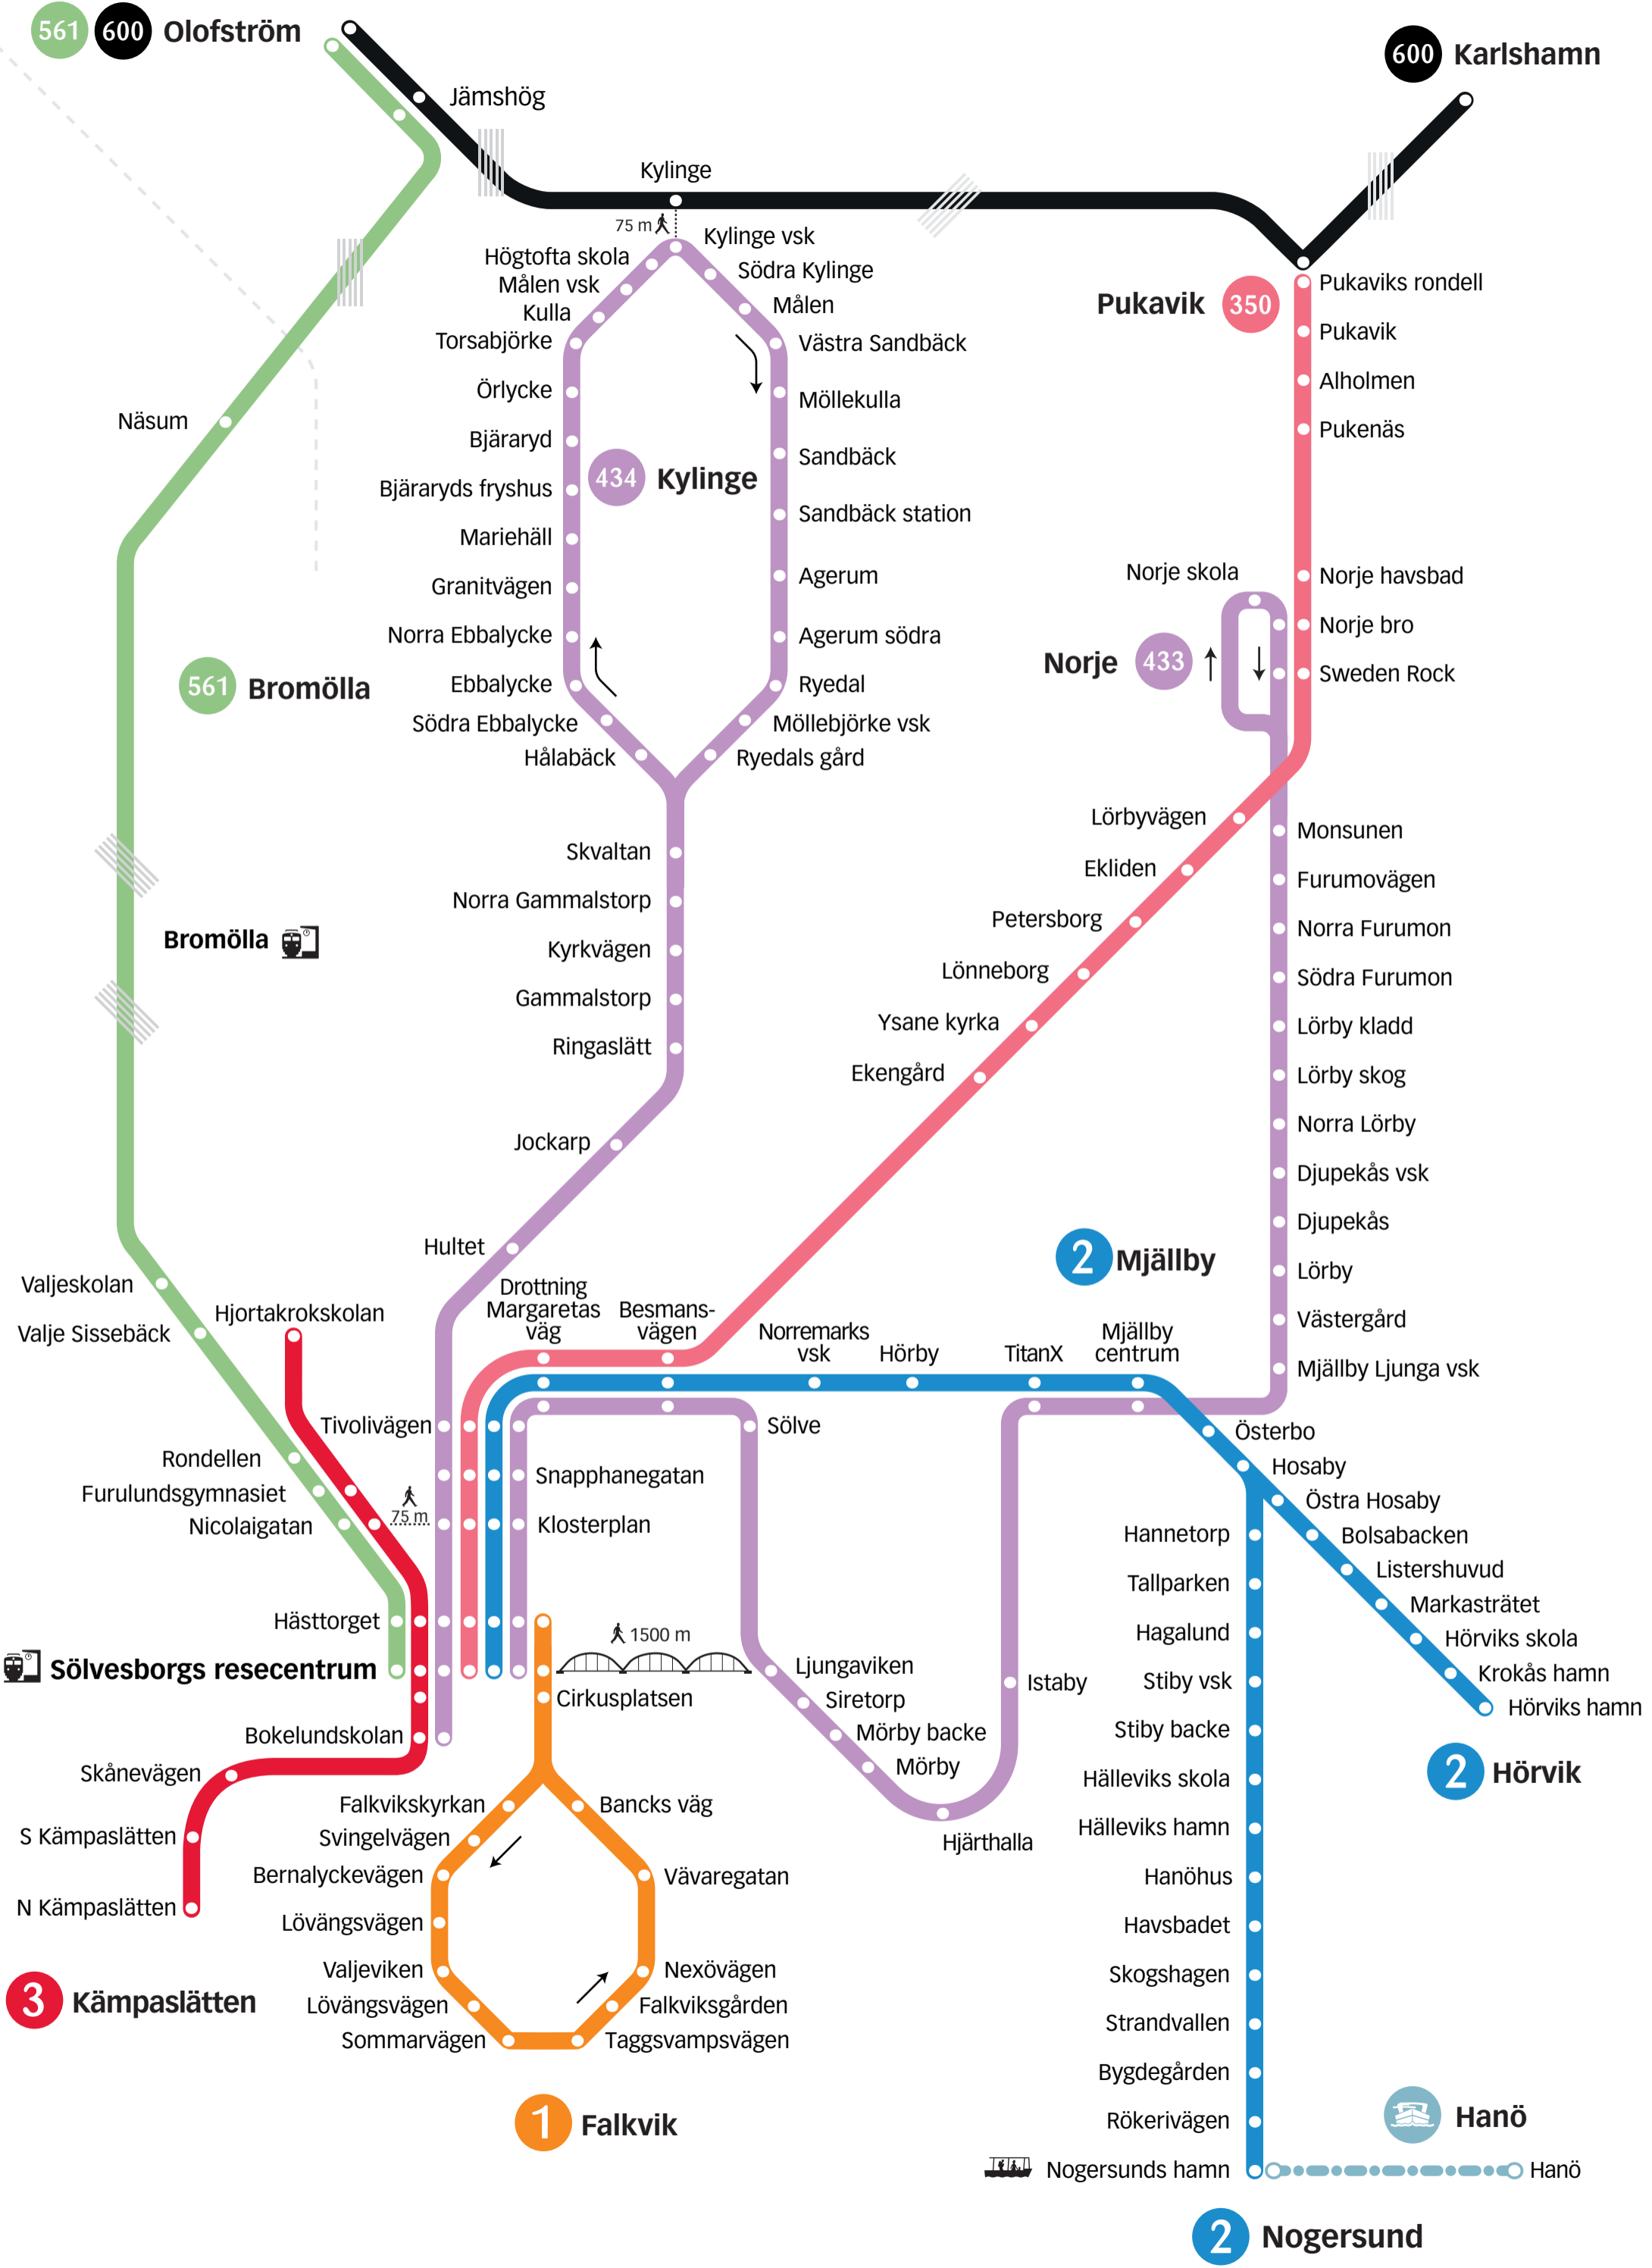 561 600 Olofström
600 Karlshamn
Jämshög
Kylinge
75 m
Kylinge vsk
Högtofta skola
Södra Kylinge
Målen vsk
Målen
Kulla
Torsabjörke
Västra Sandbäck
Örlycke
Möllekulla
Bjäraryd
Sandbäck
434 Kylinge
Bjäraryds fryshus
Sandbäck station
Mariehäll
Agerum
Granitvägen
Norra Ebbalycke
Agerum södra
Ebbalycke
Ryedal
Södra Ebbalycke
Möllebjörke vsk
Hålabäck
Ryedals gård
Pukaviks rondell
Pukavik 350
Pukavik
Alholmen
Pukenäs
Norje skola
Norje havsbad
Norje bro
Norje 433
Sweden Rock
Näsum
561 Bromölla
Bromölla
Skvaltan
Norra Gammalstorp
Kyrkvägen
Gammalstorp
Ringaslätt
Jockarp
Hultet
Lörbyvägen
Ekliden
Petersborg
Lönneborg
Ysane kyrka
Ekengård
Monsunen
Furumovägen
Norra Furumon
Södra Furumon
Lörby kladd
Lörby skog
Norra Lörby
Djupekås vsk
Djupekås
Lörby
Västergård
Mjällby Ljunga vsk
2 Mjällby
Valjeskolan
Valje Sissebäck
Hjortakrokskolan
Drottning
Margaretas
väg
Besmans-
vägen
Norremarks
vsk
Hörby
TitanX
Mjällby
centrum
Tivolivägen
Sölve
Rondellen
Furulundsgymnasiet
Nicolaigatan
75 m
Snapphanegatan
Klosterplan
Österbo
Hosaby
Östra Hosaby
Bolsabacken
Listershuvud
Markasträtet
Hörviks skola
Krokås hamn
Hörviks hamn
2 Hörvik
Hästtorget
1500 m
Sölvesborgs resecentrum
Cirkusplatsen
Bokelundskolan
Skånevägen
S Kämpaslätten
N Kämpaslätten
3 Kämpaslätten
Ljungaviken
Siretorp
Mörby backe
Mörby
Hjärthalla
Istaby
Falkvikskyrkan
Bancks väg
Svingelvägen
Bernalyckevägen
Vävaregatan
Lövängsvägen
Valjeviken
Nexövägen
Lövängsvägen
Falkviksgården
Sommarvägen
Taggsvampsvägen
1 Falkvik
Hannetorp
Tallparken
Hagalund
Stiby vsk
Stiby backe
Hälleviks skola
Hälleviks hamn
Hanöhus
Havsbadet
Skogshagen
Strandvallen
Bygdegården
Rökerivägen
Hanö
Nogersunds hamn
Hanö
2 Nogersund